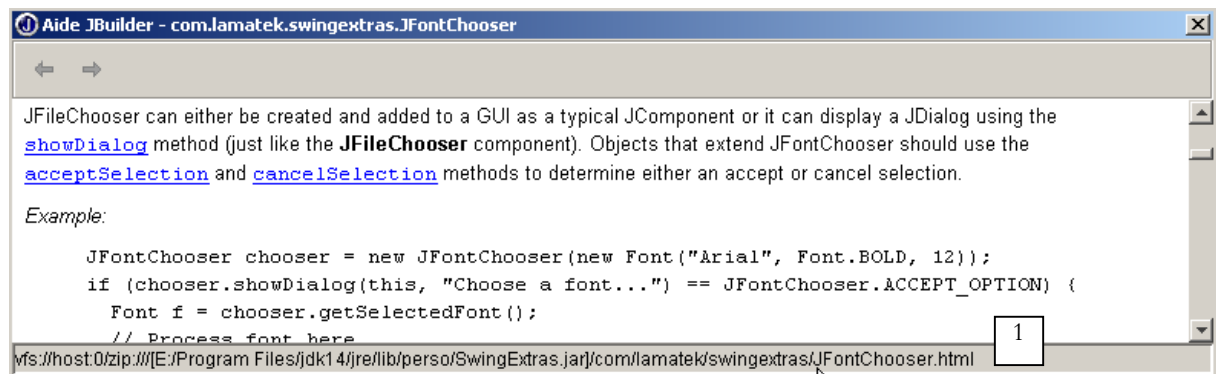 Aide JBuilder - com.lamatek.swingextras.JFontChooser
JFileChooser can either be created and added to a GUI as a typical JComponent or it can display a JDialog using the
showDialog method (just like the JFileChooser component). Objects that extend JFontChooser should use the
acceptSelection and cancelSelection methods to determine either an accept or cancel selection.
Example:
JFontChooser chooser = new JFontChooser(new Font("Arial", Font.BOLD, 12));
if (chooser.showDialog(this, "Choose a font...") == JFontChooser.ACCEPT_OPTION) {
Font f = chooser.getSelectedFont();
// Process font here
1
vfs://host:0/zip:///[E:/Program Files/jdk14/jre/lib/perso/SwingExtras.jar]/com/lamatek/swingextras/JFontChooser.html